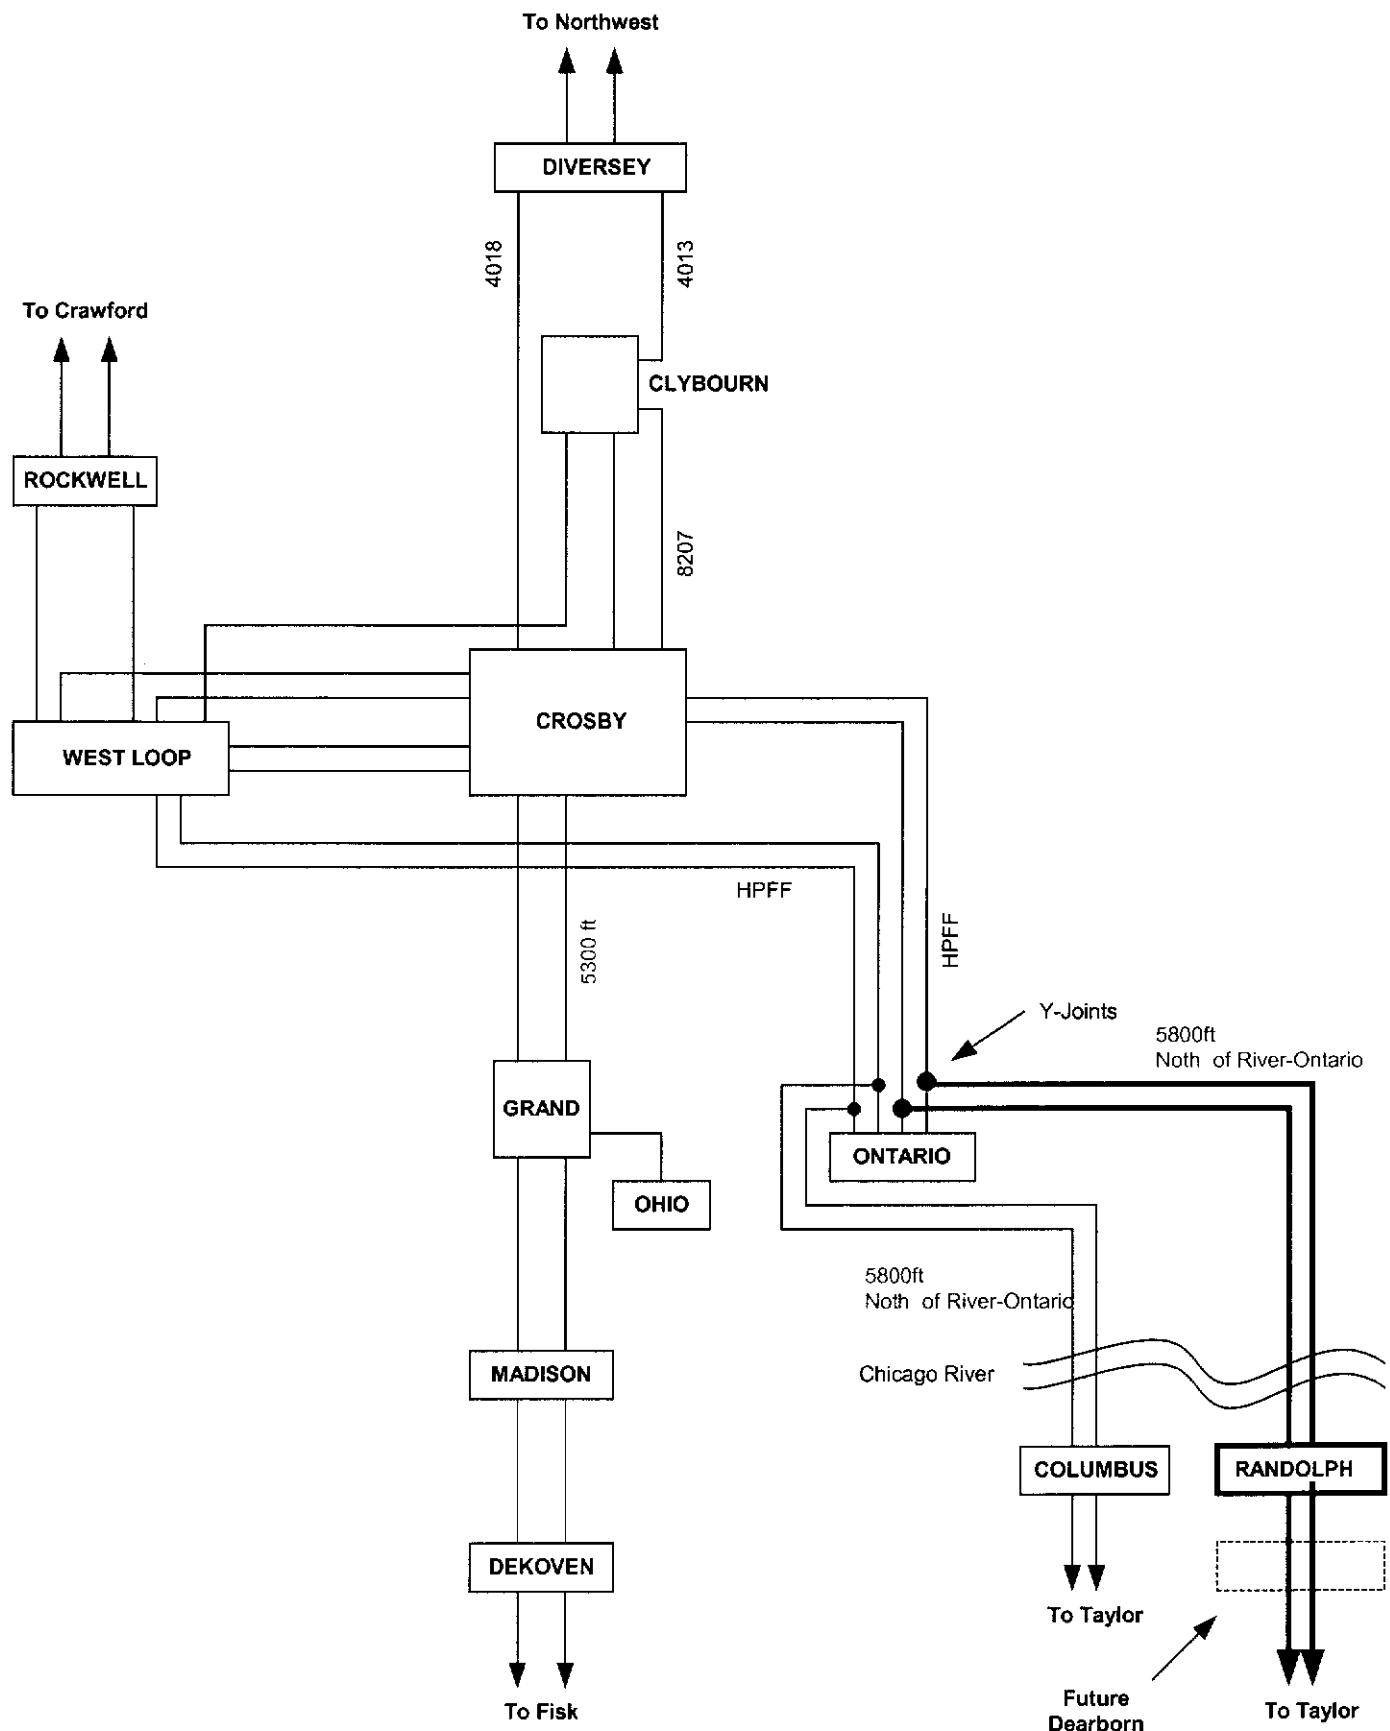 To Northwest
DIVERSEY
4018
4013
To Crawford
CLYBOURN
ROCKWELL
8207
CROSBY
WEST LOOP
HPFF
HPFF
5300 ft
Y-Joints
5800ft
Noth of River-Ontario
GRAND
ONTARIO
OHIO
5800ft
Noth of River-Ontario
MADISON
Chicago River
COLUMBUS
RANDOLPH
DEKOVEN
To Taylor
To Fisk
Future
Dearborn
To Taylor